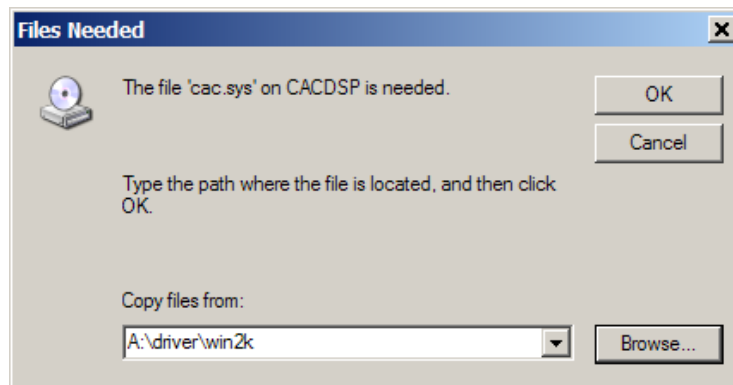 Files Needed
The file 'cac.sys' on CACDSP is needed.
OK
Cancel
Type the path where the file is located, and then click
OK.
Copy files from:
A:\driver\win2k
Browse...